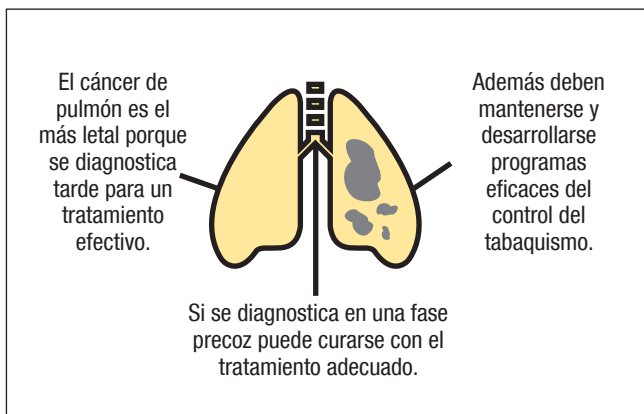 El cáncer de
pulmón es el
más letal porque
se diagnostica
tarde para un
tratamiento
efectivo.
Además deben
mantenerse y
desarrollarse
programas
eficaces del
control del
tabaquismo.
Si se diagnostica en una fase
precoz puede curarse con el
tratamiento adecuado.